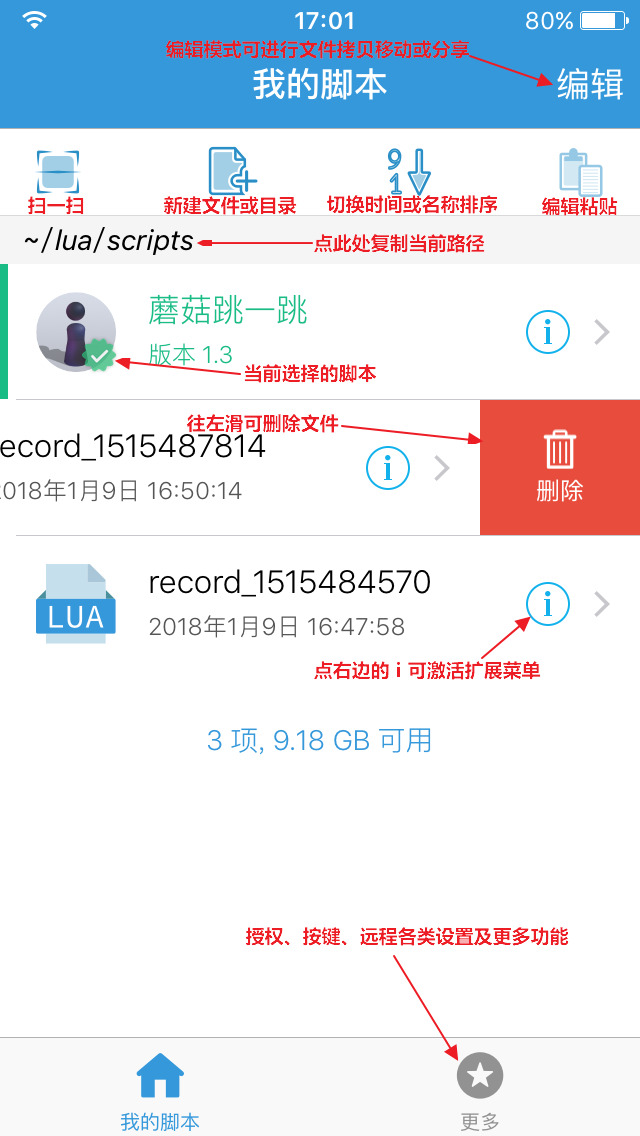 17:01
80%
编辑模式可进行文件拷贝移动或分享
我的脚本
编辑
91
扫一扫
新建文件或目录
切换时间或名称排序
编辑粘贴
~/lua/scripts
点此处复制当前路径
蘑菇跳一跳
i
版本 1.3
当前选择的脚本
往左滑可删除文件
ecord_1515487814
i
2018年1月9日 16:50:14
删除
record_1515484570
LUA
i
2018年1月9日 16:47:58
点右边的 i 可激活扩展菜单
3 项, 9.18 GB 可用
授权、按键、远程各类设置及更多功能
我的脚本
更多